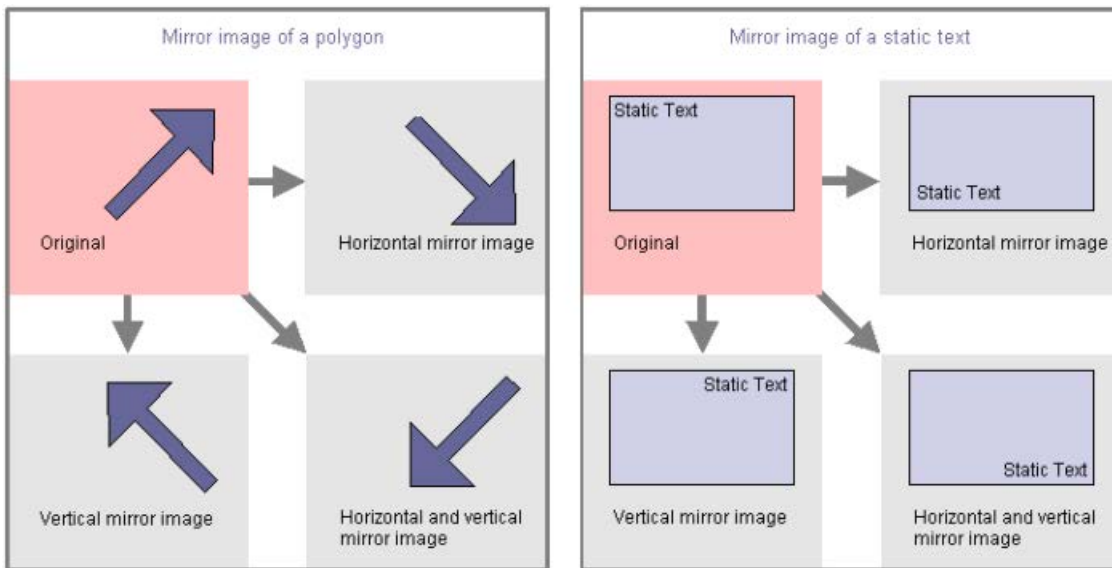 Mirror image of a polygon
Original
Horizontal mirror image
Vertical mirror image
Horizontal and vertical
mirror image
Mirror image of a static text
Static Text
Original
Static Text
Horizontal mirror image
Static Text
Vertical mirror image
Static Text
Horizontal and vertical
mirror image